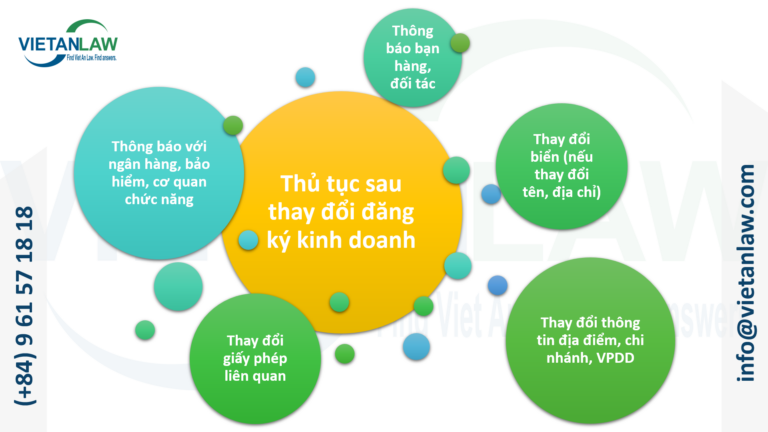 VIETANLAW
Find Viet An Law. Find answers.
Thông
báo bạn
hàng,
đối tác
Thông báo với
ngân hàng, bảo
hiểm, cơ quan
chức năng
Thay đổi
biển (nếu
thay đổi
tên, địa chỉ)
Thủ tục sau
thay đổi đăng
ký kinh doanh
Thay đổi
giấy phép
liên quan
Thay đổi thông
tin địa điểm, chi
nhánh, VPDD
(+84) 9 61 57 18 18
info@vietanlaw.com